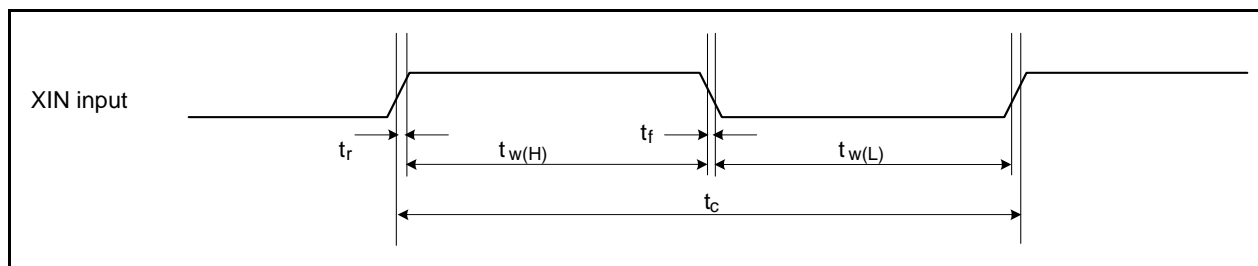 XIN input
tr
tw(H)
tf
tw(L)
tc